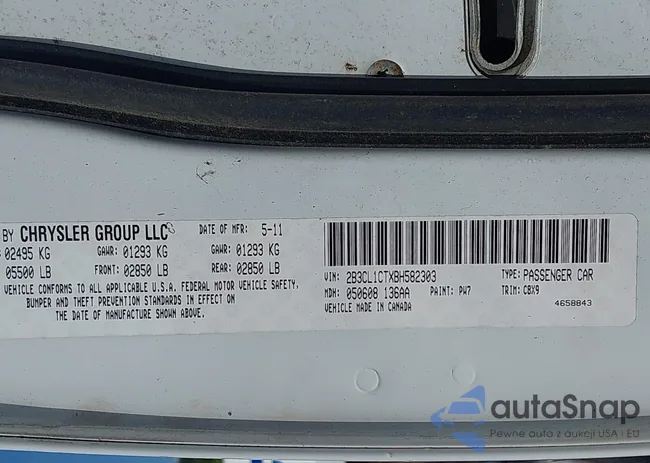 BY CHRYSLER GROUP LLC DATE OF MFR: 5-11
02495 KG GAWR: 01293 KG GAWR: 01293 KG
05500 LB FRONT: 02850 LB REAR: 02850 LB
VEHICLE CONFORMS TO ALL APPLICABLE U.S.A. FEDERAL MOTOR VEHICLE SAFETY,
BUMPER AND THEFT PREVENTION STANDARDS IN EFFECT ON
THE DATE OF MANUFACTURE SHOWN ABOVE.
VIN: 2B3CL1CTXBH582303 TYPE: PASSENGER CAR
MDH: 050608 136AA PAINT: PW7 TRIM: CBX9
VEHICLE MADE IN CANADA 4658843
autaSnap
Pewne auto z aukcji USA i EU